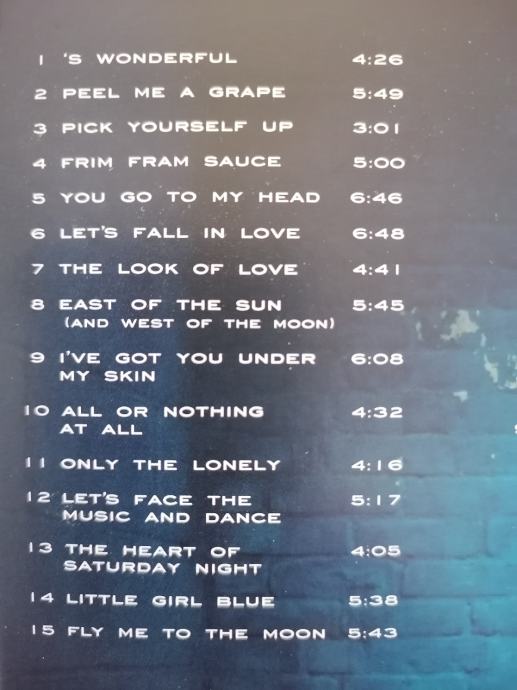 1 'S WONDERFUL 4:26
2 PEEL ME A GRAPE 5:49
3 PICK YOURSELF UP 3:01
4 FRIM FRAM SAUCE 5:00
5 YOU GO TO MY HEAD 6:46
6 LET'S FALL IN LOVE 6:48
7 THE LOOK OF LOVE 4:41
8 EAST OF THE SUN 5:45
(AND WEST OF THE MOON)
9 I'VE GOT YOU UNDER 6:08
MY SKIN
10 ALL OR NOTHING 4:32
AT ALL
11 ONLY THE LONELY 4:16
12 LET'S FACE THE 5:17
MUSIC AND DANCE
13 THE HEART OF 4:05
SATURDAY NIGHT
14 LITTLE GIRL BLUE 5:38
15 FLY ME TO THE MOON 5:43